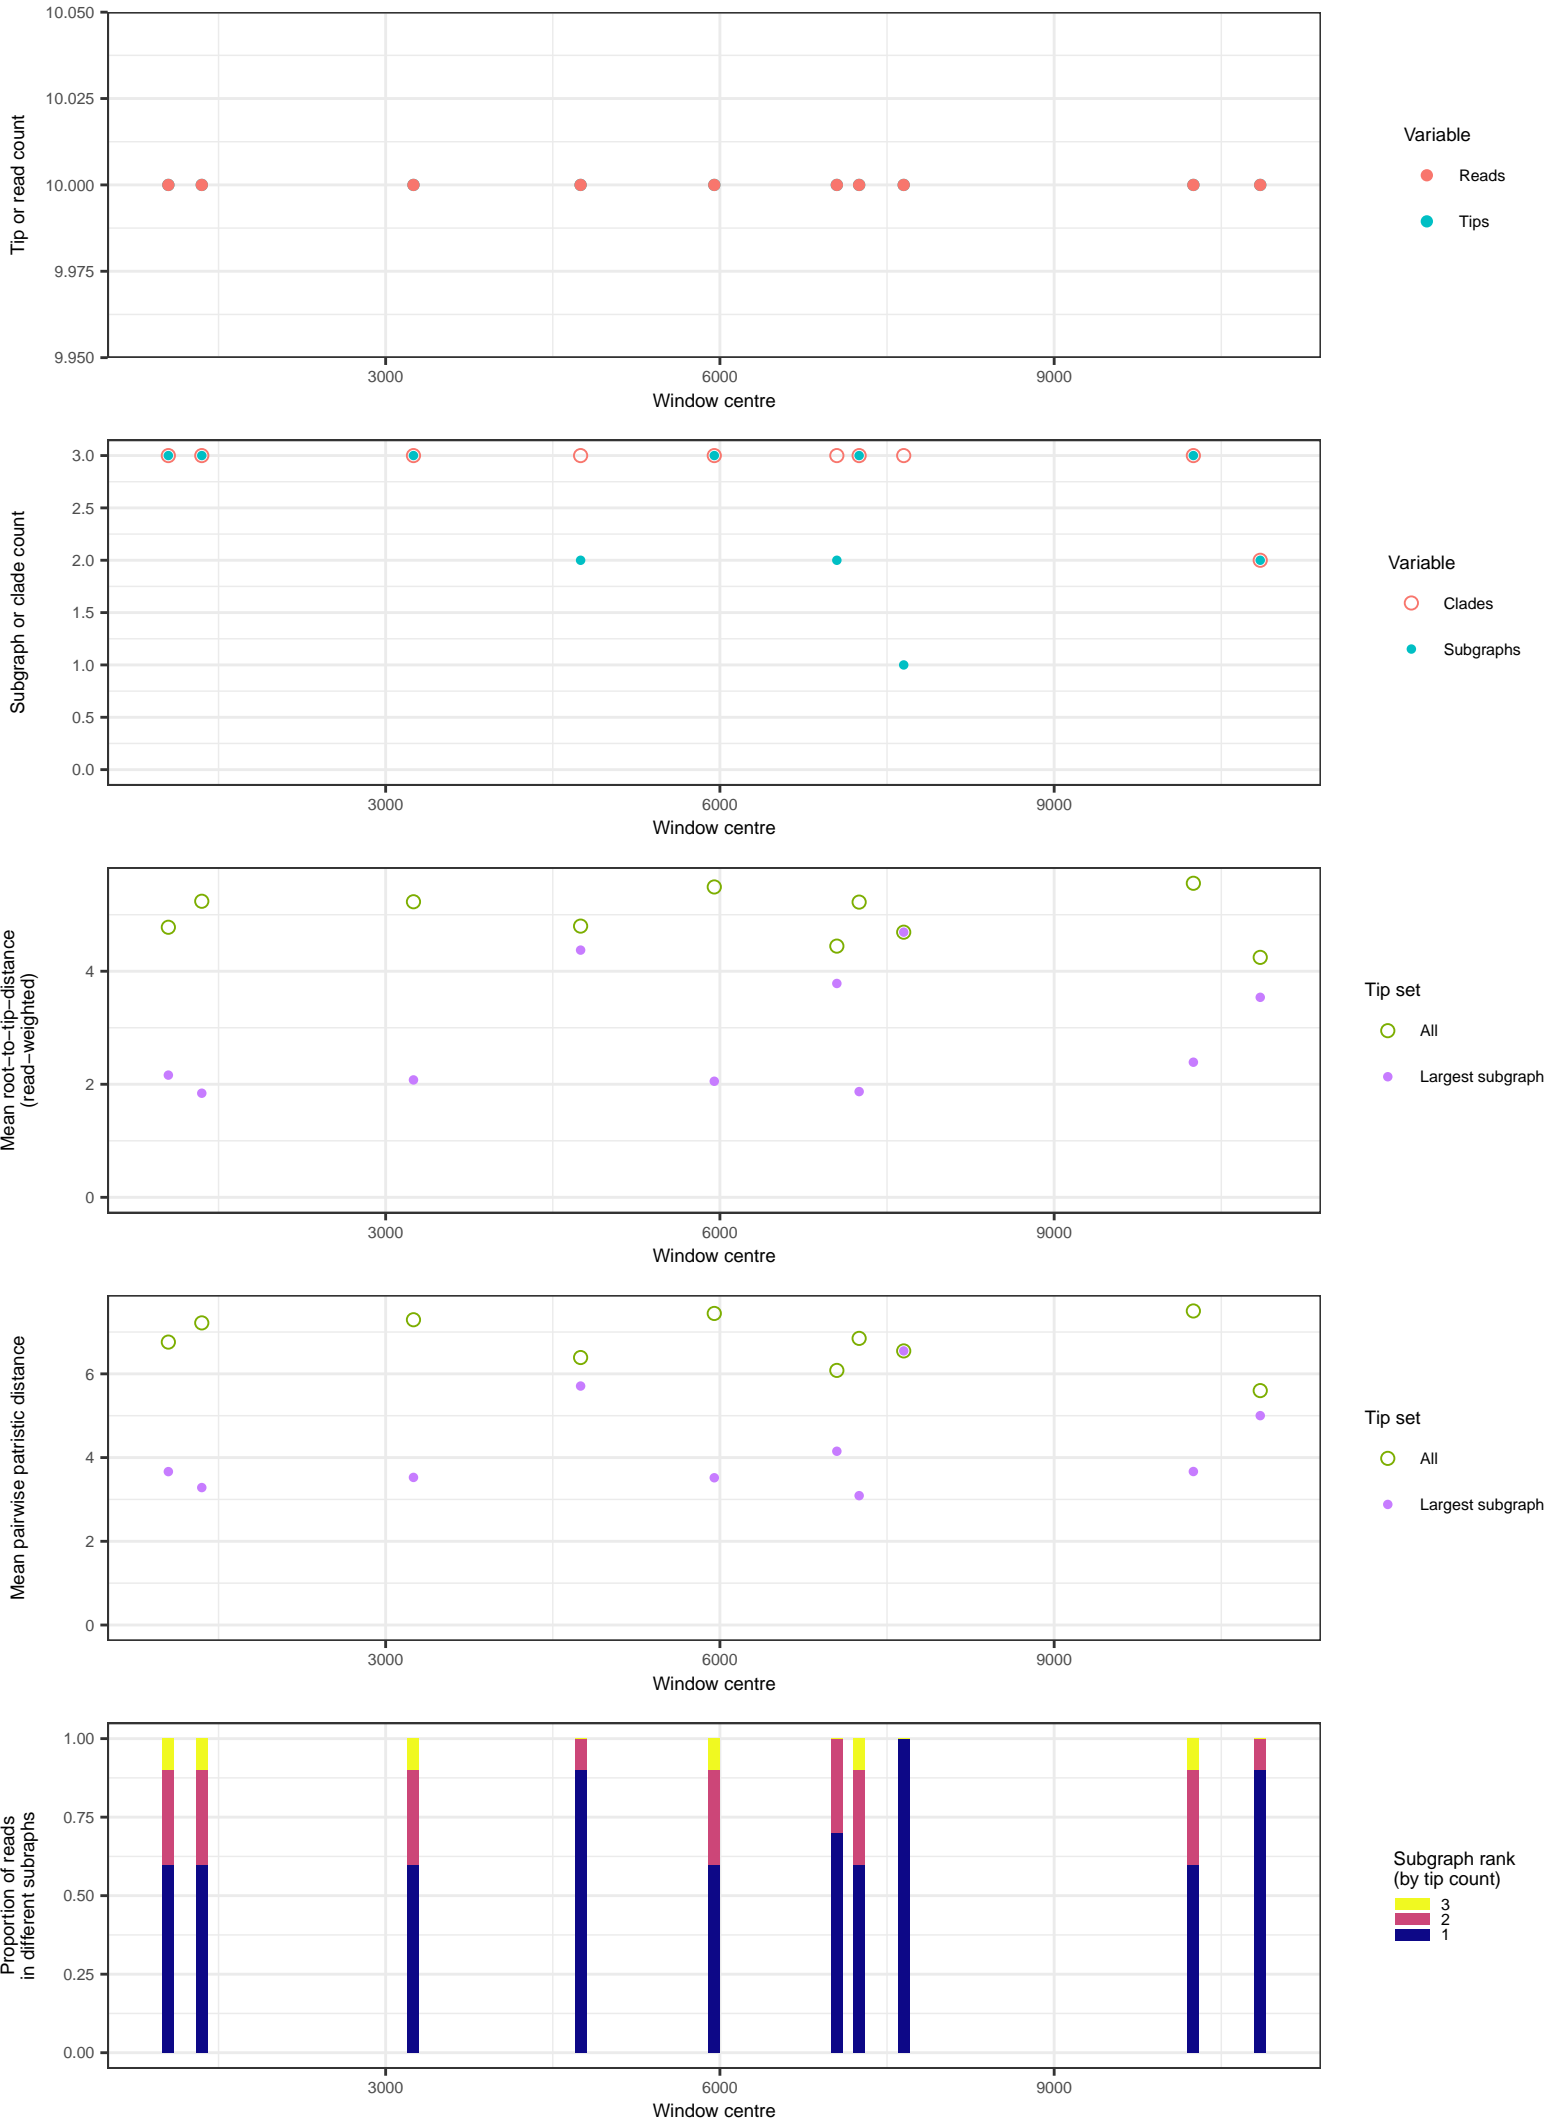 10.050
10.025
10.000
9.975
9.950
Tip or read count
3000 6000 9000
Window centre
Variable
Reads
Tips
3.0
2.5
2.0
1.5
1.0
0.5
0.0
Subgraph or clade count
3000 6000 9000
Window centre
Variable
Clades
Subgraphs
4
2
0
Mean root−to−tip−distance
(read−weighted)
3000 6000 9000
Window centre
Tip set
All
Largest subgraph
6
4
2
0
Mean pairwise patristic distance
3000 6000 9000
Window centre
Tip set
All
Largest subgraph
1.00
0.75
0.50
0.25
0.00
Proportion of reads
in different subraphs
3000 6000 9000
Window centre
Subgraph rank
(by tip count)
3
2
1